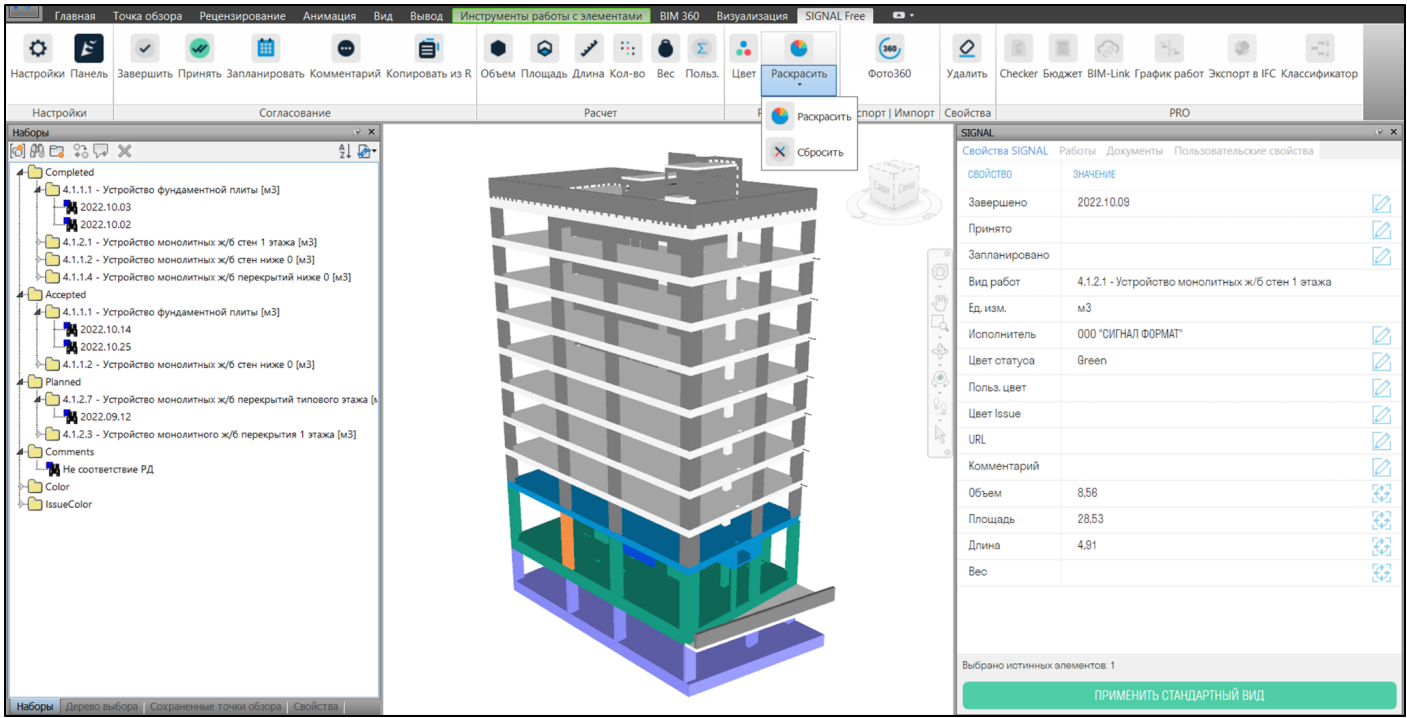 Главная Точка обзора Рецензирование Анимация Вид Вывод Инструменты работы с элементами BIM 360 Визуализация SIGNAL Free
360
Настройки Панель Завершить Принять Запланировать Комментарий Копировать из R Объем Площадь Длина Кол-во Вес Польз. Цвет Раскрасить Фото360 Удалить Checker Бюджет BIM-Link График работ Экспорт в IFC Классификатор
Настройки Согласование Расчет спорт | Импорт Свойства PRO
Раскрасить
Сбросить
Наборы
Completed
4.1.1.1 - Устройство фундаментной плиты [м3]
2022.10.03
2022.10.02
4.1.2.1 - Устройство монолитных ж/б стен 1 этажа [м3]
4.1.1.2 - Устройство монолитных ж/б стен ниже 0 [м3]
4.1.1.4 - Устройство монолитных ж/б перекрытий ниже 0 [м3]
Accepted
4.1.1.1 - Устройство фундаментной плиты [м3]
2022.10.14
2022.10.25
4.1.1.2 - Устройство монолитных ж/б стен ниже 0 [м3]
Planned
4.1.2.7 - Устройство монолитных ж/б перекрытий типового этажа [м
2022.09.12
4.1.2.3 - Устройство монолитного ж/б перекрытия 1 этажа [м3]
Comments
Не соответствие РД
Color
IssueColor
Наборы Дерево выбора Сохраненные точки обзора Свойства
Сзади Слева
SIGNAL
Свойства SIGNAL Работы Документы Пользовательские свойства
СВОЙСТВО ЗНАЧЕНИЕ
Завершено 2022.10.09
Принято
Запланировано
Вид работ 4.1.2.1 - Устройство монолитных ж/б стен 1 этажа
Ед. изм. м3
Исполнитель ООО "СИГНАЛ ФОРМАТ"
Цвет статуса Green
Польз. цвет
Цвет Issue
URL
Комментарий
Объем 8,56
Площадь 28,53
Длина 4,91
Вес
Выбрано истинных элементов: 1
ПРИМЕНИТЬ СТАНДАРТНЫЙ ВИД